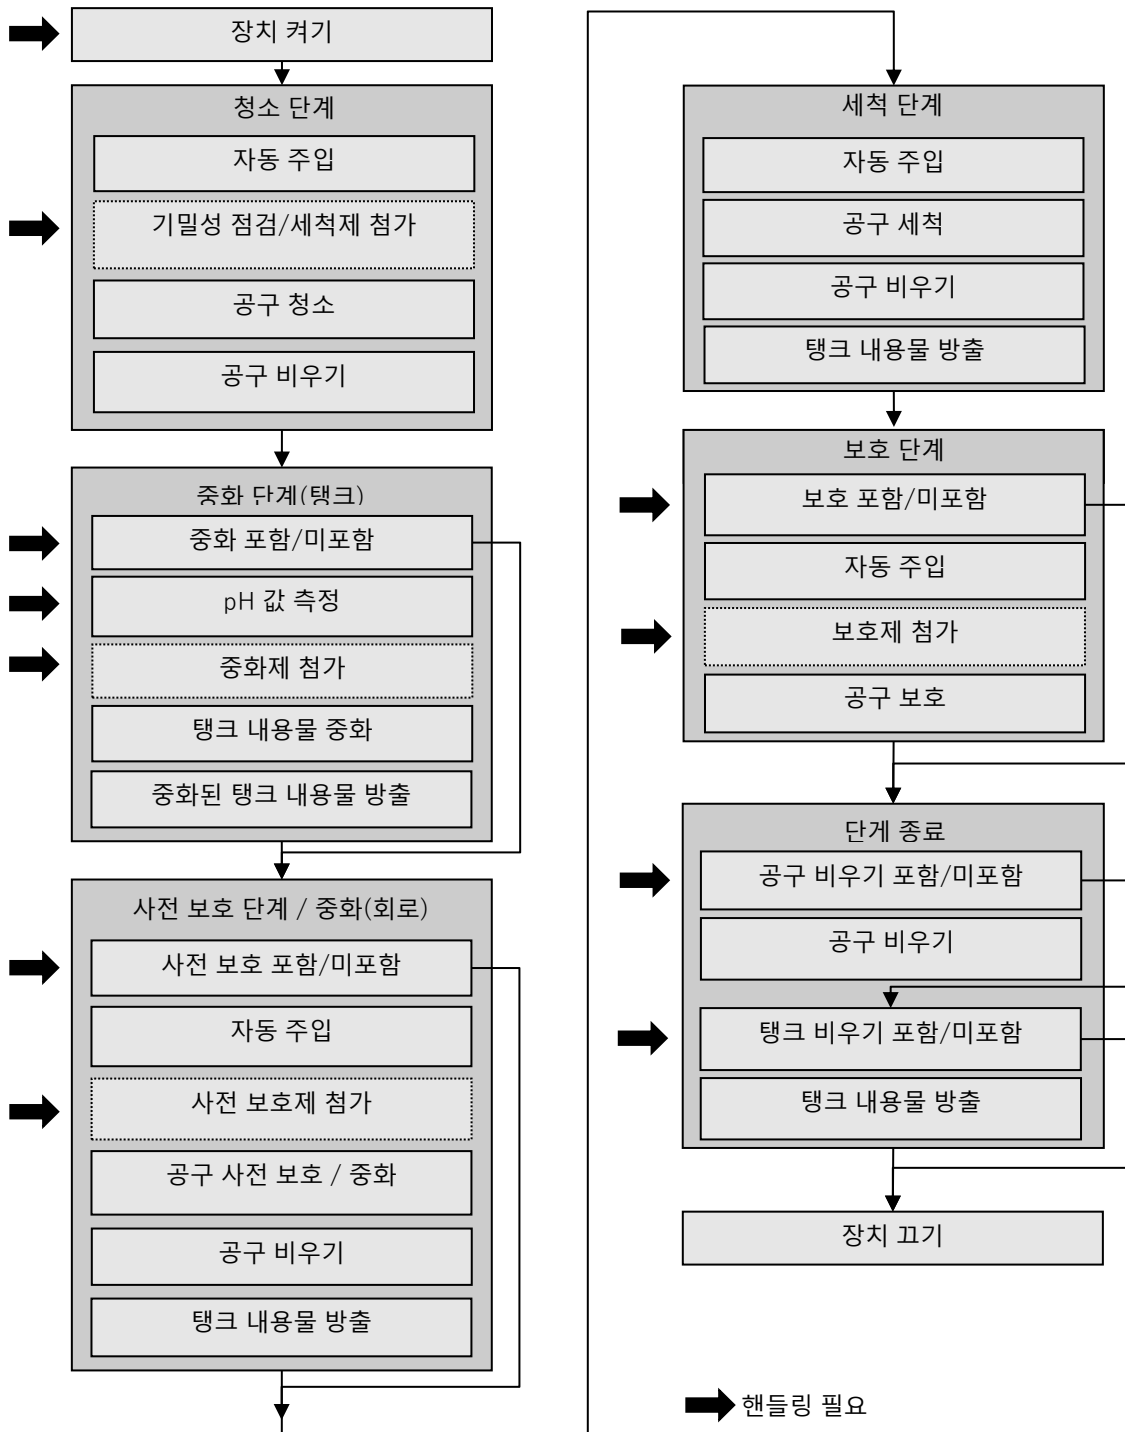 장치 켜기
청소 단계
자동 주입
기밀성 점검/세척제 첨가
공구 청소
공구 비우기
중화 단계(탱크)
중화 포함/미포함
pH 값 측정
중화제 첨가
탱크 내용물 중화
중화된 탱크 내용물 방출
사전 보호 단계 / 중화(회로)
사전 보호 포함/미포함
자동 주입
사전 보호제 첨가
공구 사전 보호 / 중화
공구 비우기
탱크 내용물 방출
세척 단계
자동 주입
공구 세척
공구 비우기
탱크 내용물 방출
보호 단계
보호 포함/미포함
자동 주입
보호제 첨가
공구 보호
단게 종료
공구 비우기 포함/미포함
공구 비우기
탱크 비우기 포함/미포함
탱크 내용물 방출
장치 끄기
핸들링 필요